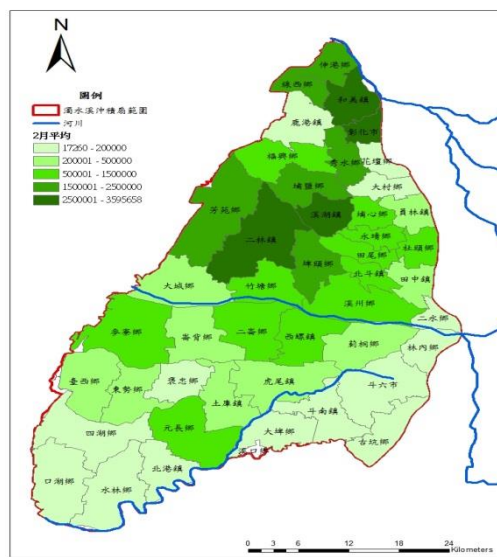 N
圖例
濁水溪沖積扇範圍
河川
2月平均
17260 - 200000
200001 - 500000
500001 - 1500000
1500001 - 2500000
2500001 - 3595658
伸港鄉
線西鄉
和美鎮
鹿港鎮
彰化市
福興鄉
秀水鄉
花壇鄉
大村鄉
埔鹽鄉
芳苑鄉
溪湖鎮
埔心鄉
員林鎮
永靖鄉
社頭鄉
二林鎮
埤頭鄉
田尾鄉
北斗鎮
田中鎮
大城鄉
竹塘鄉
溪州鄉
二水鄉
麥寮鄉
崙背鄉
二崙鄉
西螺鎮
莿桐鄉
林內鄉
臺西鄉
東勢鄉
褒忠鄉
虎尾鎮
斗六市
土庫鎮
斗南鎮
四湖鄉
元長鄉
大埤鄉
古坑鄉
溪口鄉
口湖鄉
水林鄉
北港鎮
0 2 4 8 12 16 20 24
Kilometers